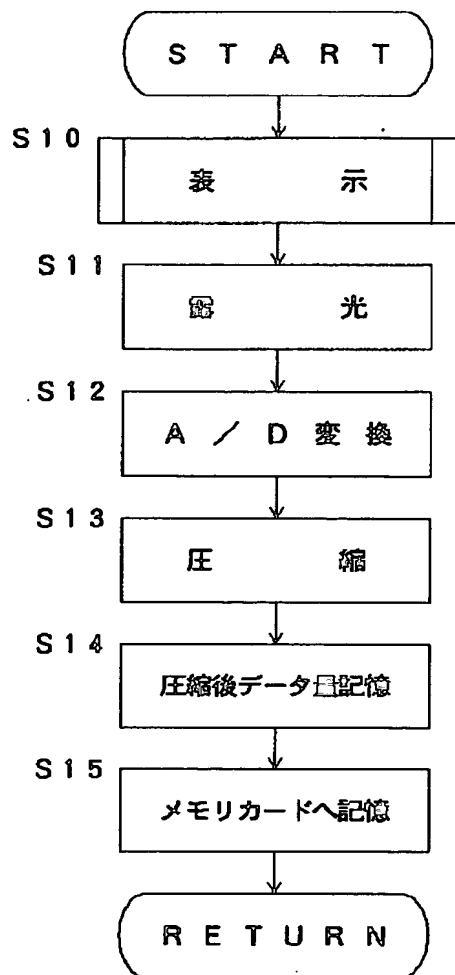 START
S10
表示
S11
露光
S12
A/D変換
S13
圧縮
S14
圧縮後データ量記憶
S15
メモリカードへ記憶
RETURN